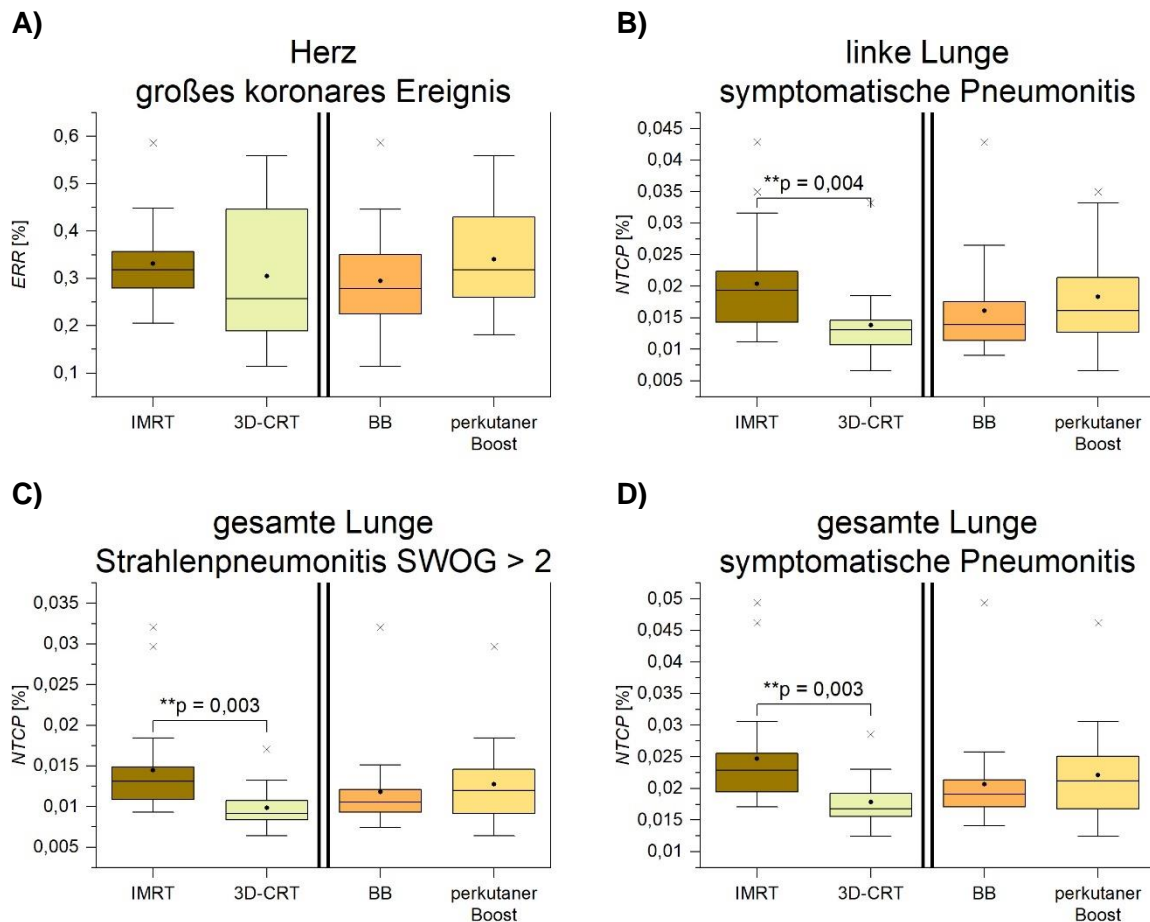 A)
Herz
großes koronares Ereignis
ERR [%]
0,6
0,5
0,4
0,3
0,2
0,1
IMRT
3D-CRT
BB
perkutaner
Boost
B)
linke Lunge
symptomatische Pneumonitis
NTCP [%]
0,045
0,04
0,035
0,03
0,025
0,02
0,015
0,01
0,005
**p = 0,004
IMRT
3D-CRT
BB
perkutaner
Boost
C)
gesamte Lunge
Strahlenpneumonitis SWOG > 2
NTCP [%]
0,035
0,03
0,025
0,02
0,015
0,01
0,005
**p = 0,003
IMRT
3D-CRT
BB
perkutaner
Boost
D)
gesamte Lunge
symptomatische Pneumonitis
NTCP [%]
0,05
0,045
0,04
0,035
0,03
0,025
0,02
0,015
0,01
**p = 0,003
IMRT
3D-CRT
BB
perkutaner
Boost